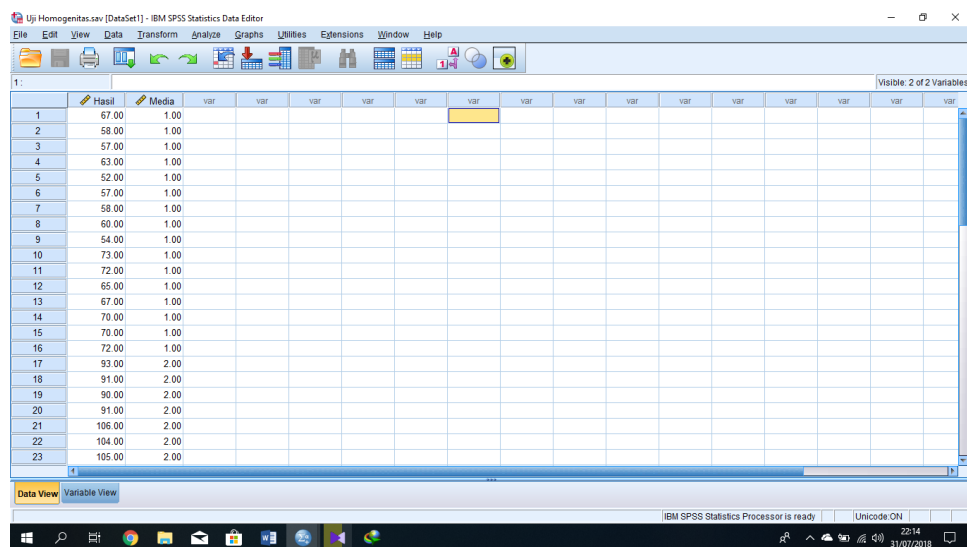 Uji Homogenitas.sav [DataSet1] - IBM SPSS Statistics Data Editor
File Edit View Data Transform Analyze Graphs Utilities Extensions Window Help
1 : Visible: 2 of 2 Variables
Hasil Media var var var var var var var var var var var var var var var
1 67.00 1.00
2 58.00 1.00
3 57.00 1.00
4 63.00 1.00
5 52.00 1.00
6 57.00 1.00
7 58.00 1.00
8 60.00 1.00
9 54.00 1.00
10 73.00 1.00
11 72.00 1.00
12 65.00 1.00
13 67.00 1.00
14 70.00 1.00
15 70.00 1.00
16 72.00 1.00
17 93.00 2.00
18 91.00 2.00
19 90.00 2.00
20 91.00 2.00
21 106.00 2.00
22 104.00 2.00
23 105.00 2.00
Data View Variable View
IBM SPSS Statistics Processor is ready Unicode:ON
22:14
31/07/2018